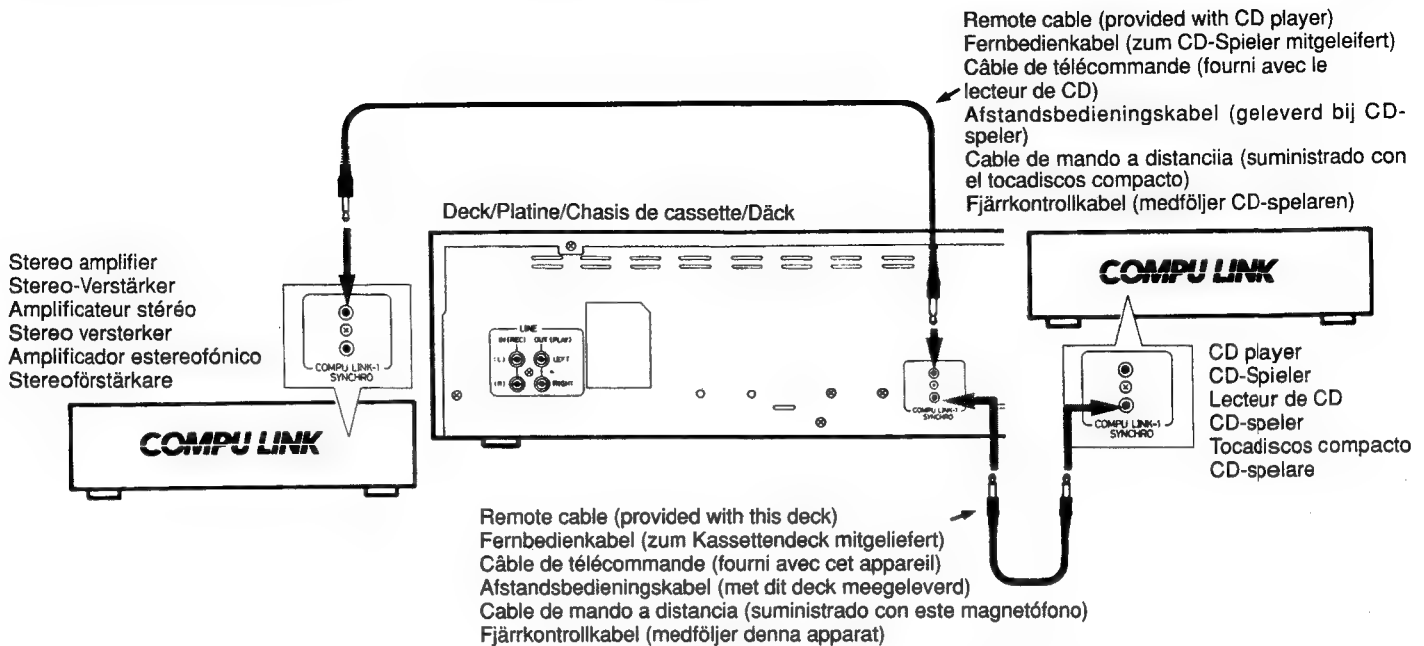 Remote cable (provided with CD player)
Fernbedienkabel (zum CD-Spieler mitgeleifert)
Câble de télécommande (fourni avec le
lecteur de CD)
Afstandsbedieningskabel (geleverd bij CD-
speler)
Cable de mando a distanciia (suministrado con
el tocadiscos compacto)
Fjärrkontrollkabel (medföljer CD-spelaren)
Deck/Platine/Chasis de cassette/Däck
Stereo amplifier
Stereo-Verstärker
Amplificateur stéréo
Stereo versterker
Amplificador estereofónico
Stereoförstärkare
COMPU LINK-1
SYNCHRO
COMPU LINK
LINE
IN (REC) OUT (PLAY)
(L) LEFT
(R) RIGHT
COMPU LINK-1
SYNCHRO
COMPU LINK
COMPU LINK-1
SYNCHRO
CD player
CD-Spieler
Lecteur de CD
CD-speler
Tocadiscos compacto
CD-spelare
Remote cable (provided with this deck)
Fernbedienkabel (zum Kassettendeck mitgeliefert)
Câble de télécommande (fourni avec cet appareil)
Afstandsbedieningskabel (met dit deck meegeleverd)
Cable de mando a distancia (suministrado con este magnetófono)
Fjärrkontrollkabel (medföljer denna apparat)